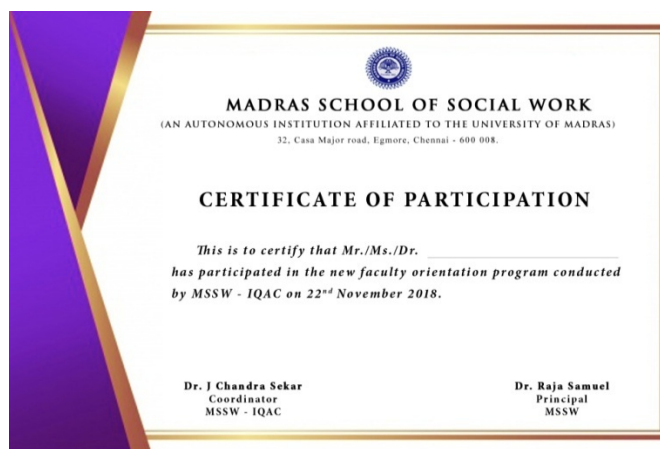 MADRAS SCHOOL OF SOCIAL WORK
(AN AUTONOMOUS INSTITUTION AFFILIATED TO THE UNIVERSITY OF MADRAS)
32, Casa Major road, Egmore, Chennai - 600 008.
CERTIFICATE OF PARTICIPATION
This is to certify that Mr./Ms./Dr.
has participated in the new faculty orientation program conducted
by MSSW - IQAC on 22nd November 2018.
Dr. J Chandra Sekar
Coordinator
MSSW - IQAC
Dr. Raja Samuel
Principal
MSSW